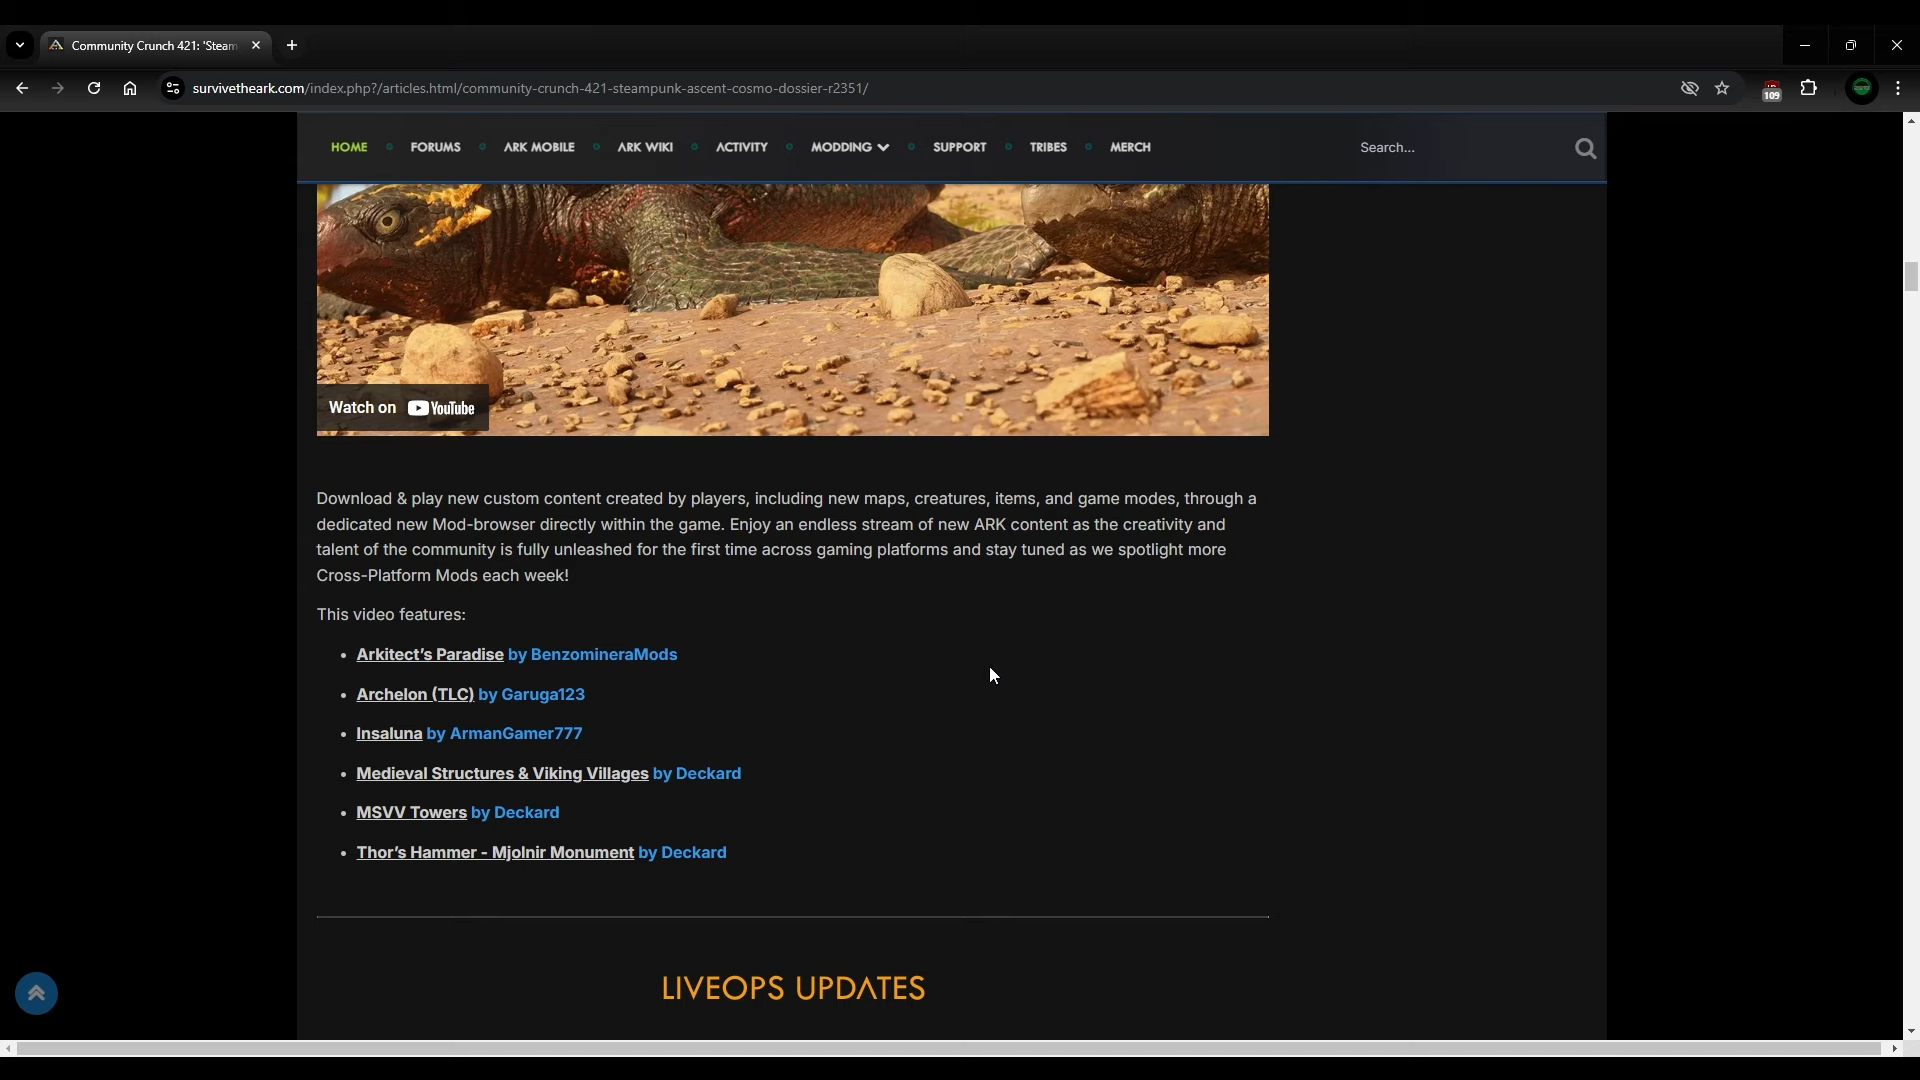 Community Crunch 421: 'Steam
survivetheark.com/index.php?/articles.html/community-crunch-421-steampunk-ascent-cosmo-dossier-r2351/
109
HOME
FORUMS
ARK MOBILE
ARK WIKI
ACTIVITY
MODDING
SUPPORT
TRIBES
MERCH
Search...
Watch on YouTube
Download & play new custom content created by players, including new maps, creatures, items, and game modes, through a
dedicated new Mod-browser directly within the game. Enjoy an endless stream of new ARK content as the creativity and
talent of the community is fully unleashed for the first time across gaming platforms and stay tuned as we spotlight more
Cross-Platform Mods each week!
This video features:
• Arkitect's Paradise by BenzomineraMods
• Archelon (TLC) by Garuga123
• Insaluna by ArmanGamer777
• Medieval Structures & Viking Villages by Deckard
• MSVV Towers by Deckard
• Thor's Hammer - Mjolnir Monument by Deckard
LIVEOPS UPDATES